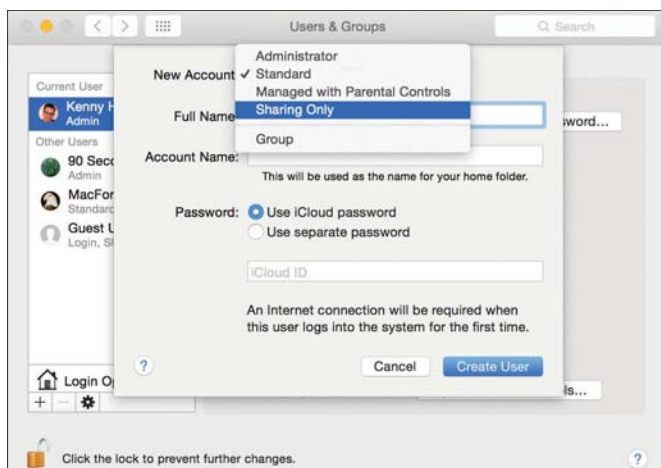 Users & Groups
Search
Administrator
New Account ✓ Standard
Managed with Parental Controls
Sharing Only
Group
Full Name
Account Name:
This will be used as the name for your home folder.
Password: Use iCloud password
Use separate password
iCloud ID
An Internet connection will be required when
this user logs into the system for the first time.
? Cancel Create User
Current User
Kenny H
Admin
Other Users
90 Seco
Admin
MacFor
Standard
Guest U
Login, S
Login Op
+ −
sword...
ls...
Click the lock to prevent further changes.
?